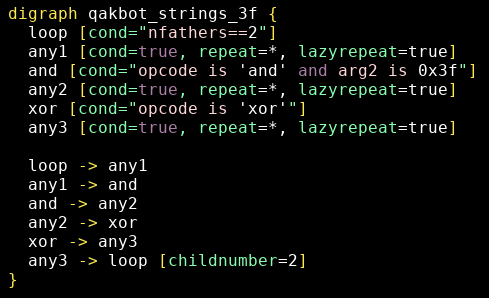 digraph qakbot_strings_3f {
  loop [cond="nfathers==2"]
  any1 [cond=true, repeat=*, lazyrepeat=true]
  and [cond="opcode is 'and' and arg2 is 0x3f"]
  any2 [cond=true, repeat=*, lazyrepeat=true]
  xor [cond="opcode is 'xor'"]
  any3 [cond=true, repeat=*, lazyrepeat=true]

  loop -> any1
  any1 -> and
  and -> any2
  any2 -> xor
  xor -> any3
  any3 -> loop [childnumber=2]
}